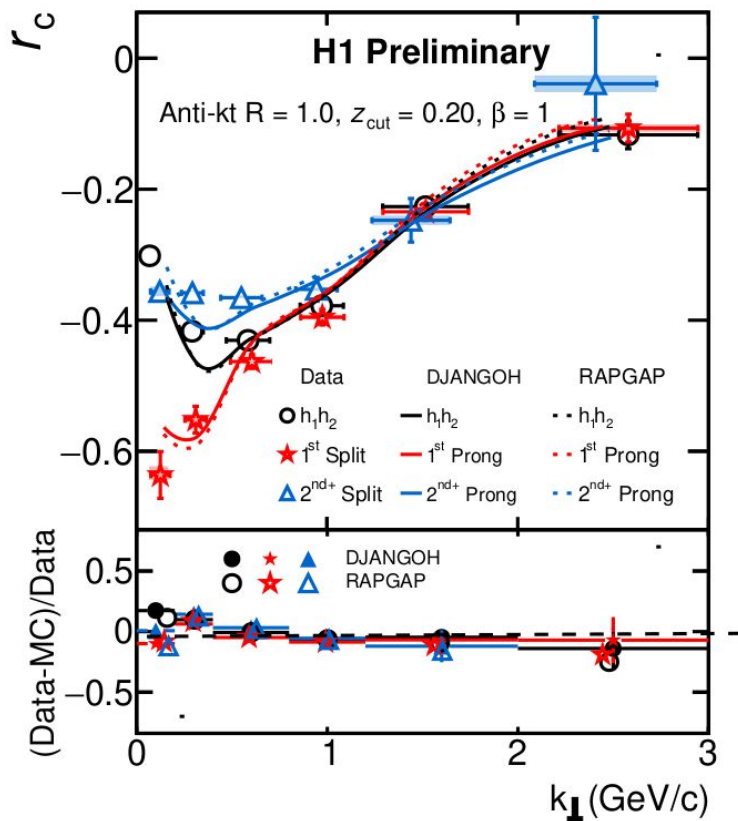 r_c
H1 Preliminary
Anti-kt R = 1.0, z_cut = 0.20, β = 1
0
−0.2
−0.4
−0.6
Data DJANGOH RAPGAP
h₁h₂ h₁h₂ h₁h₂
1ˢᵗ Split 1ˢᵗ Prong 1ˢᵗ Prong
2ⁿᵈ⁺ Split 2ⁿᵈ⁺ Prong 2ⁿᵈ⁺ Prong
(Data-MC)/Data
0.5
0
−0.5
DJANGOH
RAPGAP
0 1 2 3
k⊥(GeV/c)